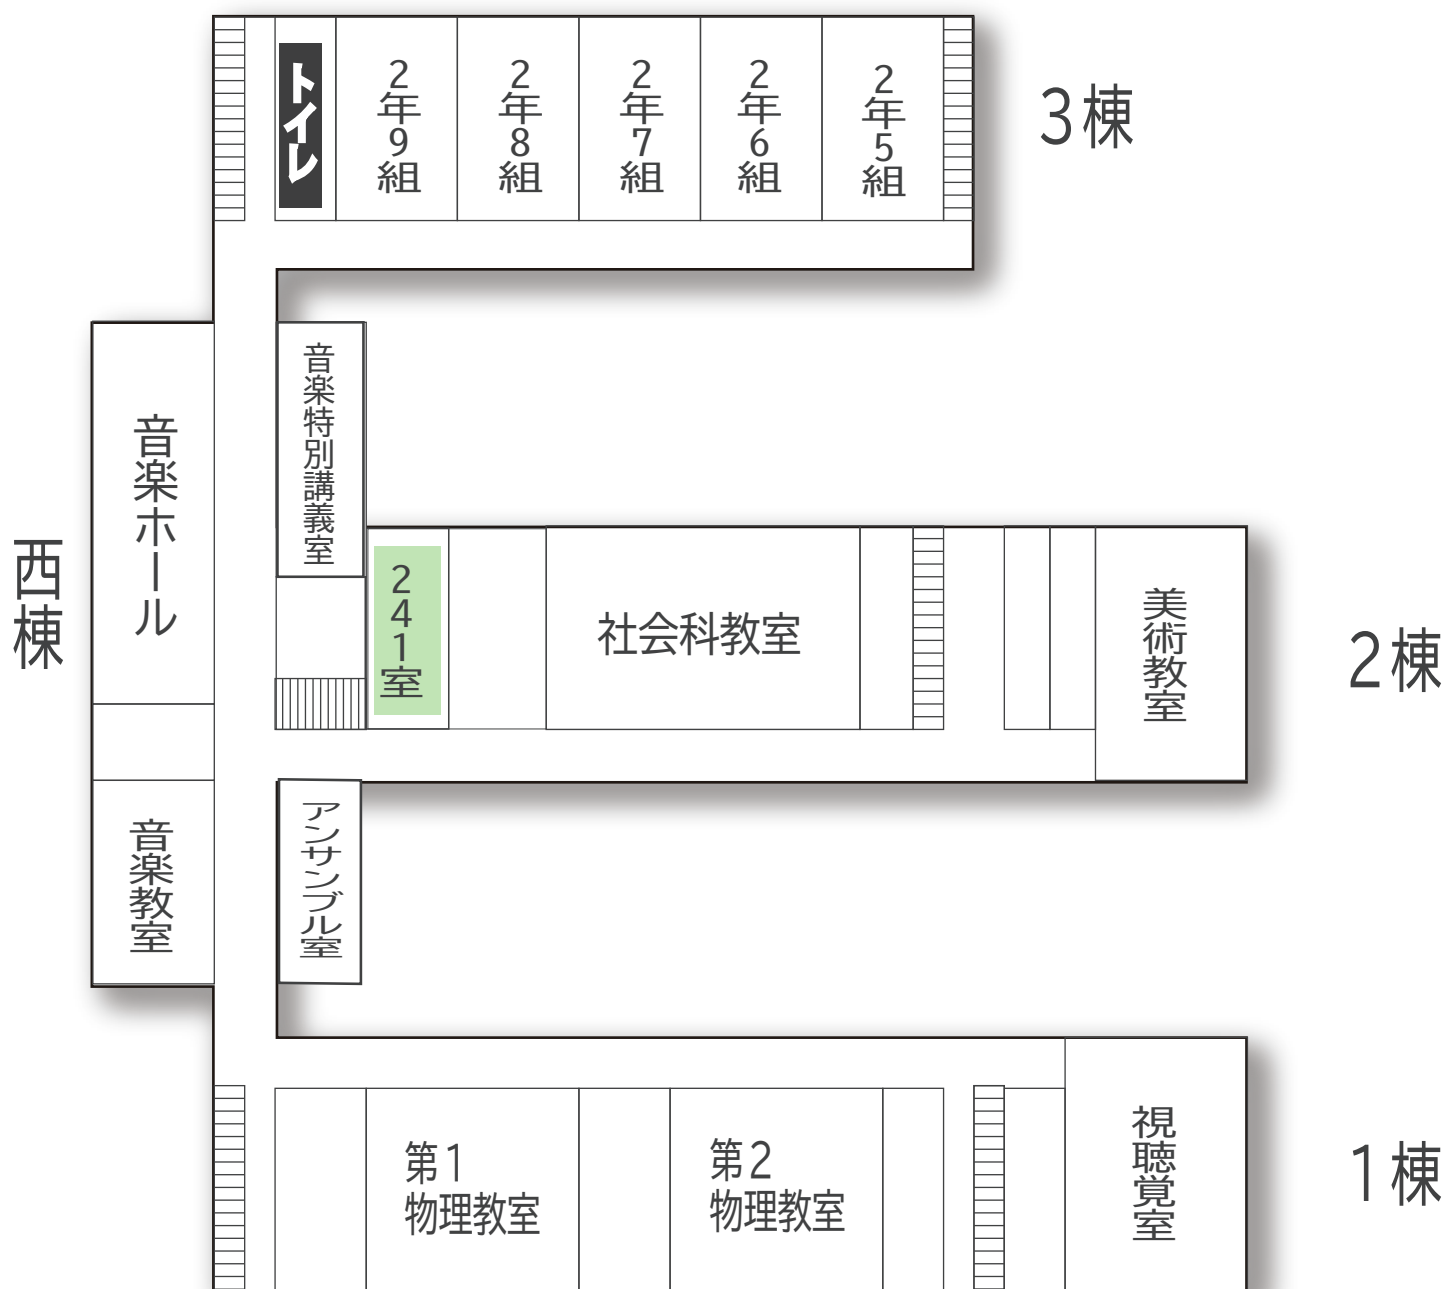 トイレ
2年9組
2年8組
2年7組
2年6組
2年5組
3棟
音楽ホール
音楽特別講義室
西棟
241室
社会科教室
美術教室
2棟
音楽教室
アンサンブル室
第1
物理教室
第2
物理教室
視聴覚室
1棟